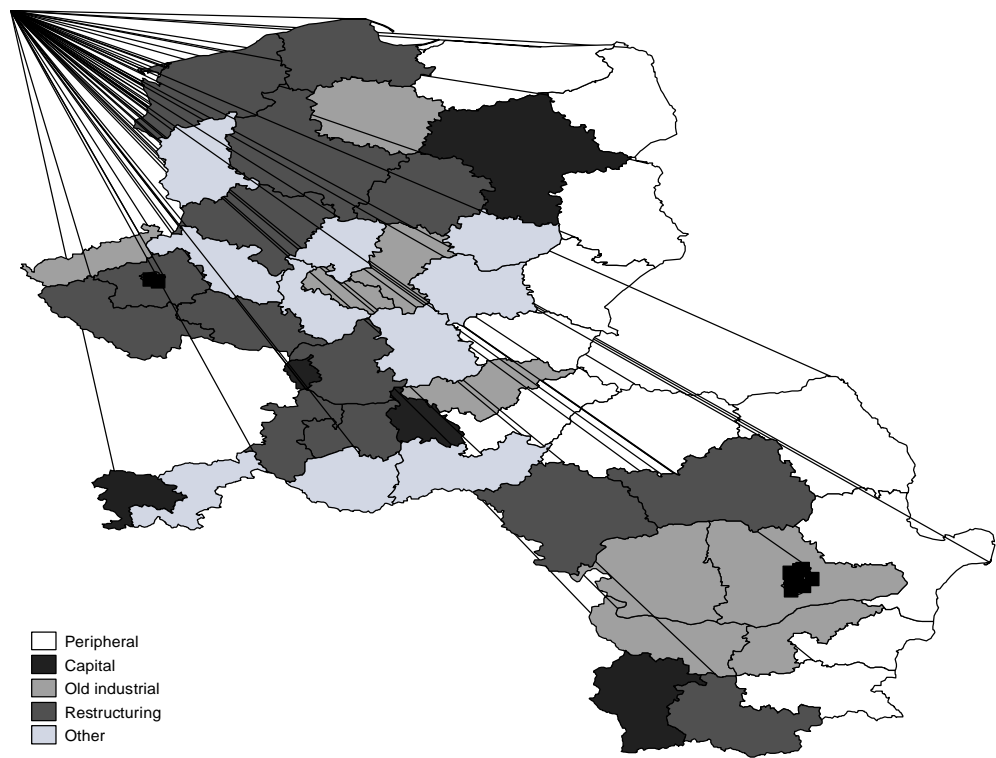 Peripheral
Capital
Old industrial
Restructuring
Other